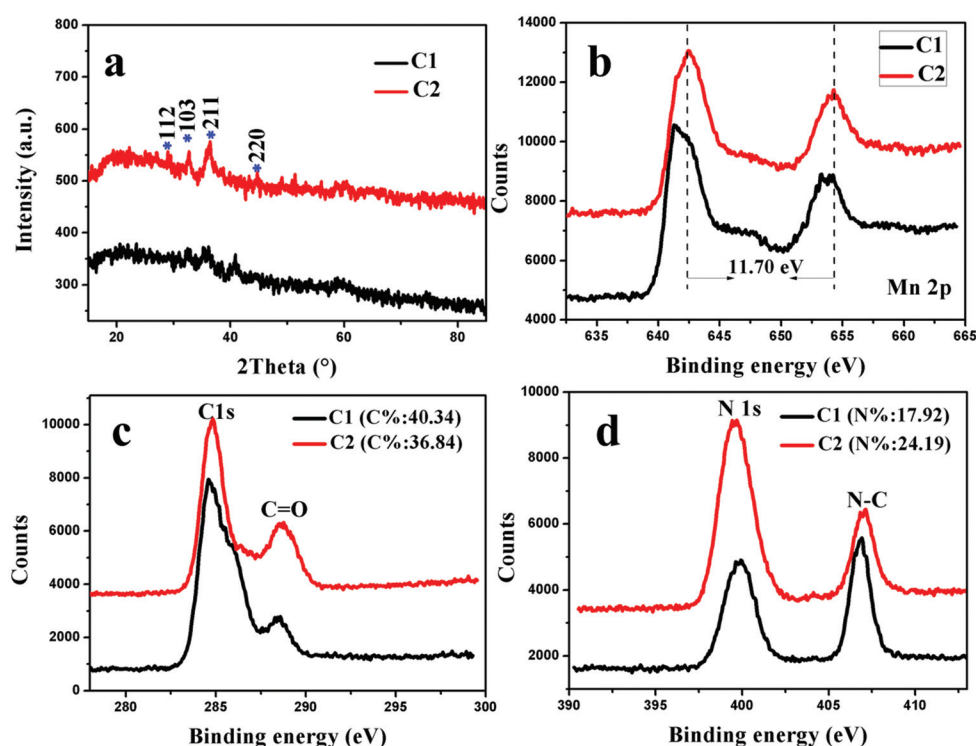 a
C1
C2
112
103
211
220
*
*
*
*
800
700
600
500
400
300
Intensity (a.u.)
20
40
60
80
2Theta (°)
b
C1
C2
14000
12000
10000
8000
6000
4000
Counts
11.70 eV
Mn 2p
635
640
645
650
655
660
665
Binding energy (eV)
c
C1s
C1 (C%:40.34)
C2 (C%:36.84)
C=O
10000
8000
6000
4000
2000
0
Counts
280
285
290
295
300
Binding energy (eV)
d
N 1s
C1 (N%:17.92)
C2 (N%:24.19)
N-C
10000
8000
6000
4000
2000
Counts
390
395
400
405
410
Binding energy (eV)